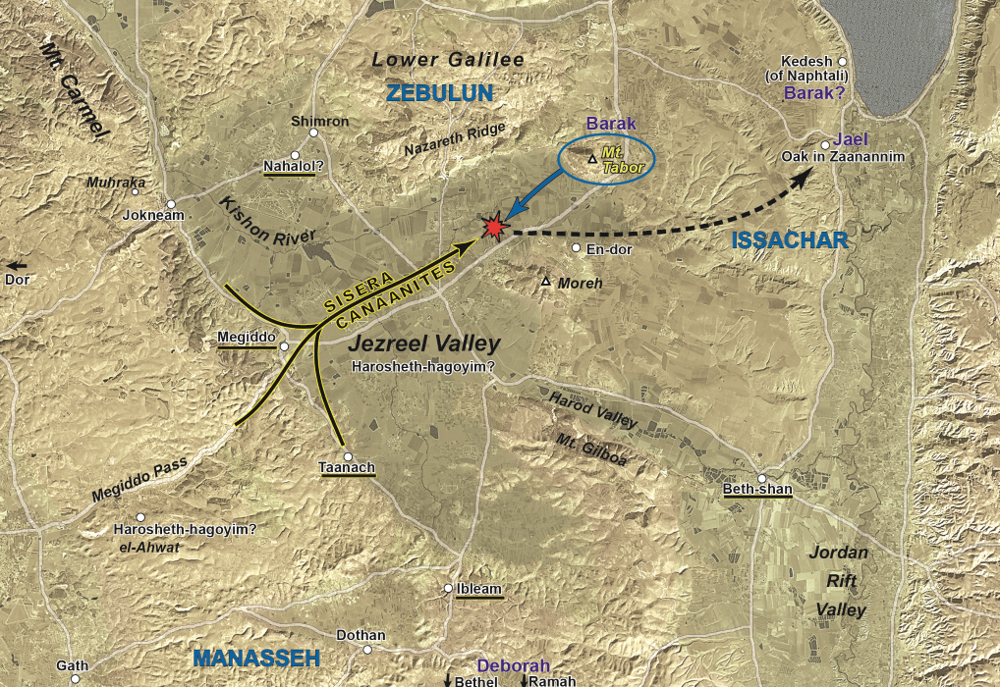 Mt. Carmel
Lower Galilee
ZEBULUN
Kedesh
(of Naphtali)
Barak?
Shimron
Nazareth Ridge
Barak
Mt.
Tabor
Jael
Oak in Zaanannim
Nahalol?
Muhraka
Jokneam
Kishon River
ISSACHAR
En-dor
Dor
Moreh
SISERA
CANAANITES
Megiddo
Jezreel Valley
Harosheth-hagoyim?
Harod Valley
Mt. Gilboa
Taanach
Megiddo Pass
Beth-shan
Harosheth-hagoyim?
el-Ahwat
Jordan
Rift
Valley
Ibleam
Dothan
MANASSEH
Gath
Deborah
Bethel
Ramah